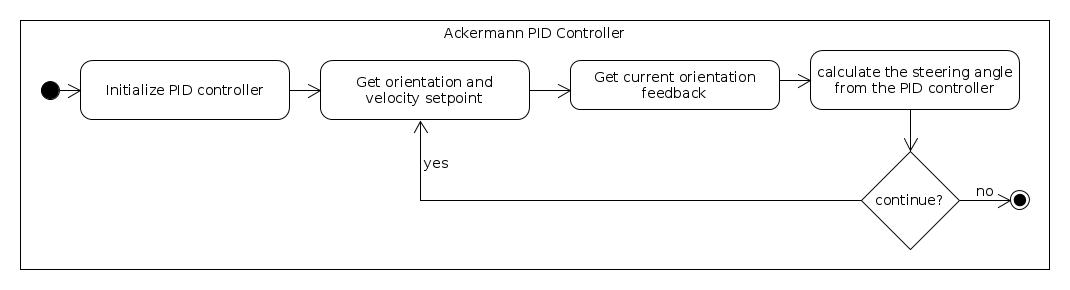 Ackermann PID Controller
Initialize PID controller
Get orientation and
velocity setpoint
Get current orientation
feedback
calculate the steering angle
from the PID controller
yes
continue?
no